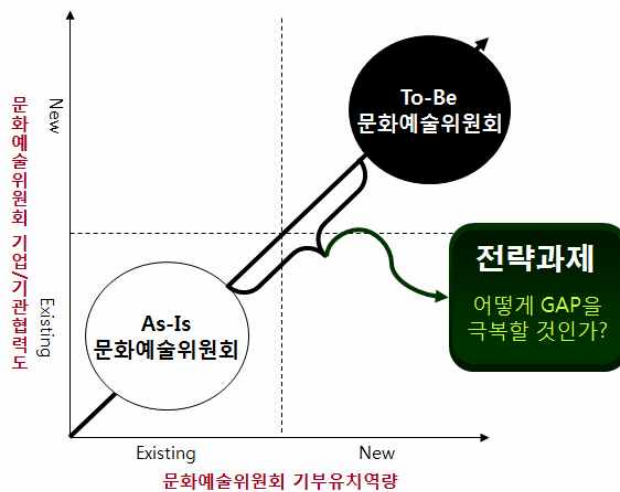 문화예술위원회 기업/기관협력도
New
Existing
To-Be
문화예술위원회
As-Is
문화예술위원회
전략과제
어떻게 GAP을
극복할 것인가?
Existing
New
문화예술위원회 기부유치역량